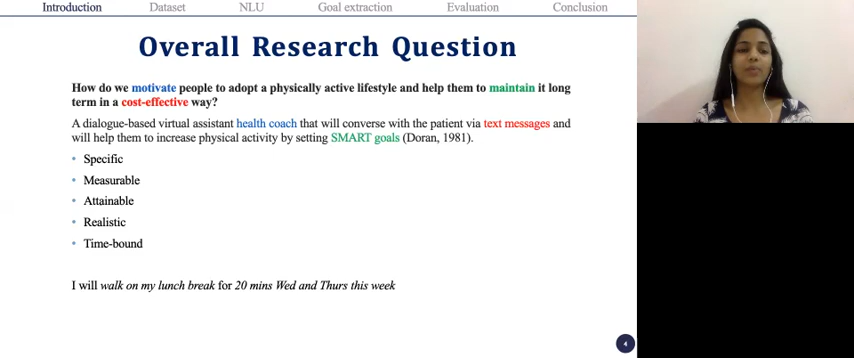 Introduction Dataset NLU Goal extraction Evaluation Conclusion
Overall Research Question
How do we motivate people to adopt a physically active lifestyle and help them to maintain it long
term in a cost-effective way?
A dialogue-based virtual assistant health coach that will converse with the patient via text messages and
will help them to increase physical activity by setting SMART goals (Doran, 1981).
• Specific
• Measurable
• Attainable
• Realistic
• Time-bound
I will walk on my lunch break for 20 mins Wed and Thurs this week
4